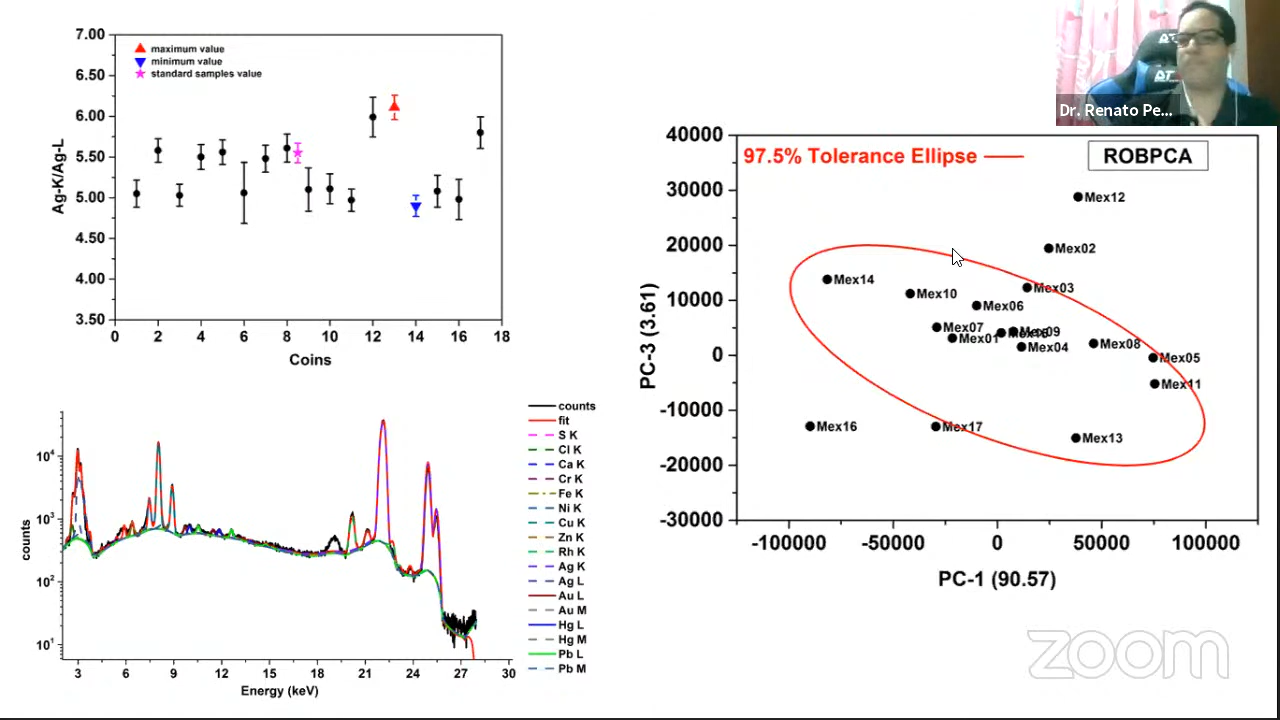 7.00
6.50
6.00
5.50
5.00
4.50
4.00
3.50
Ag-K/Ag-L
maximum value
minimum value
standard samples value
0 2 4 6 8 10 12 14 16 18
Coins
10⁴
10³
10²
10¹
counts
3 6 9 12 15 18 21 24 27 30
Energy (keV)
counts
fit
S K
Cl K
Ca K
Cr K
Fe K
Ni K
Cu K
Zn K
Rh K
Ag K
Ag L
Au L
Au M
Hg L
Hg M
Pb L
Pb M
Dr. Renato Pe...
40000
30000
20000
10000
0
-10000
-20000
-30000
PC-3 (3.61)
97.5% Tolerance Ellipse
ROBPCA
Mex12
Mex02
Mex14
Mex03
Mex10
Mex06
Mex07
Mex09
Mex01
Mex04
Mex08
Mex05
Mex11
Mex16
Mex17
Mex13
-100000 -50000 0 50000 100000
PC-1 (90.57)
zoom